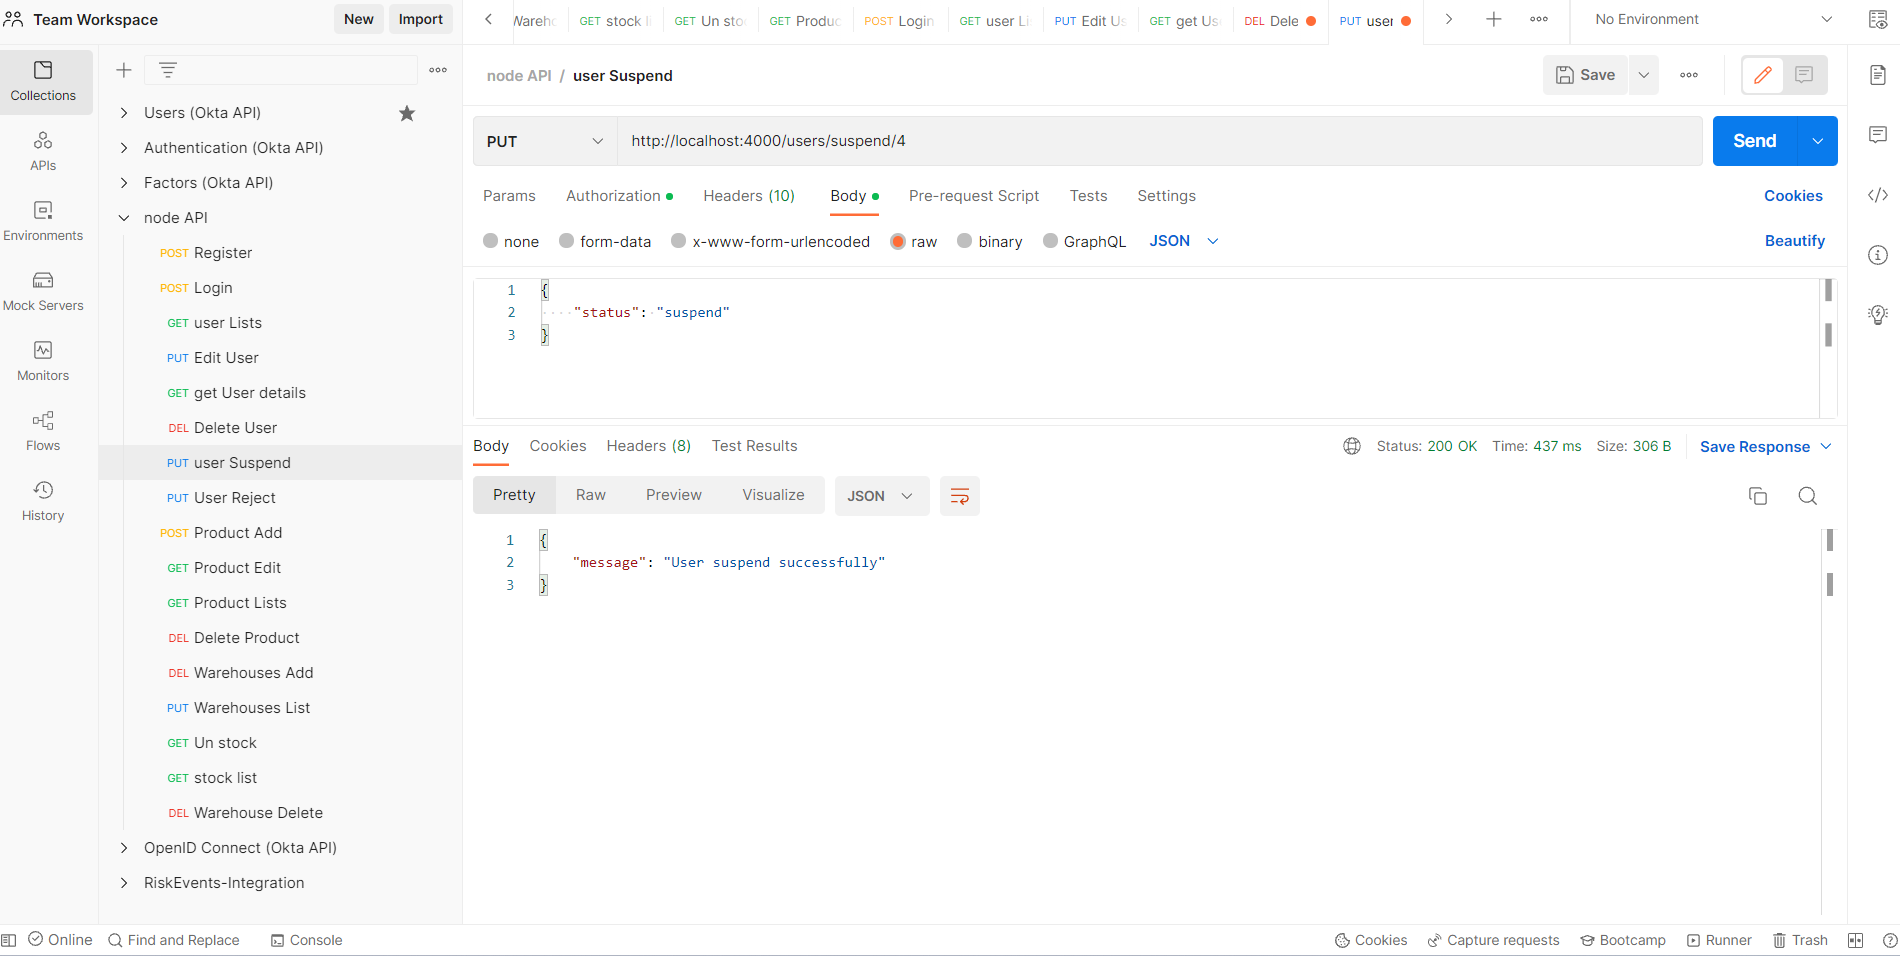 Team Workspace
New
Import
Wareho
GET stock li
GET Un sto
GET Produc
POST Login
GET user Li
PUT Edit Us
GET get Us
DEL Dele
PUT user
No Environment
Collections
APIs
Environments
Mock Servers
Monitors
Flows
History
Users (Okta API)
Authentication (Okta API)
Factors (Okta API)
node API
POST Register
POST Login
GET user Lists
PUT Edit User
GET get User details
DEL Delete User
PUT user Suspend
PUT User Reject
POST Product Add
GET Product Edit
GET Product Lists
DEL Delete Product
DEL Warehouses Add
PUT Warehouses List
GET Un stock
GET stock list
DEL Warehouse Delete
OpenID Connect (Okta API)
RiskEvents-Integration
node API / user Suspend
Save
PUT
http://localhost:4000/users/suspend/4
Send
Params
Authorization
Headers (10)
Body
Pre-request Script
Tests
Settings
Cookies
none
form-data
x-www-form-urlencoded
raw
binary
GraphQL
JSON
Beautify
1 {
2 "status": "suspend"
3 }
Body
Cookies
Headers (8)
Test Results
Status: 200 OK
Time: 437 ms
Size: 306 B
Save Response
Pretty
Raw
Preview
Visualize
JSON
1 {
2 "message": "User suspend successfully"
3 }
Online
Find and Replace
Console
Cookies
Capture requests
Bootcamp
Runner
Trash